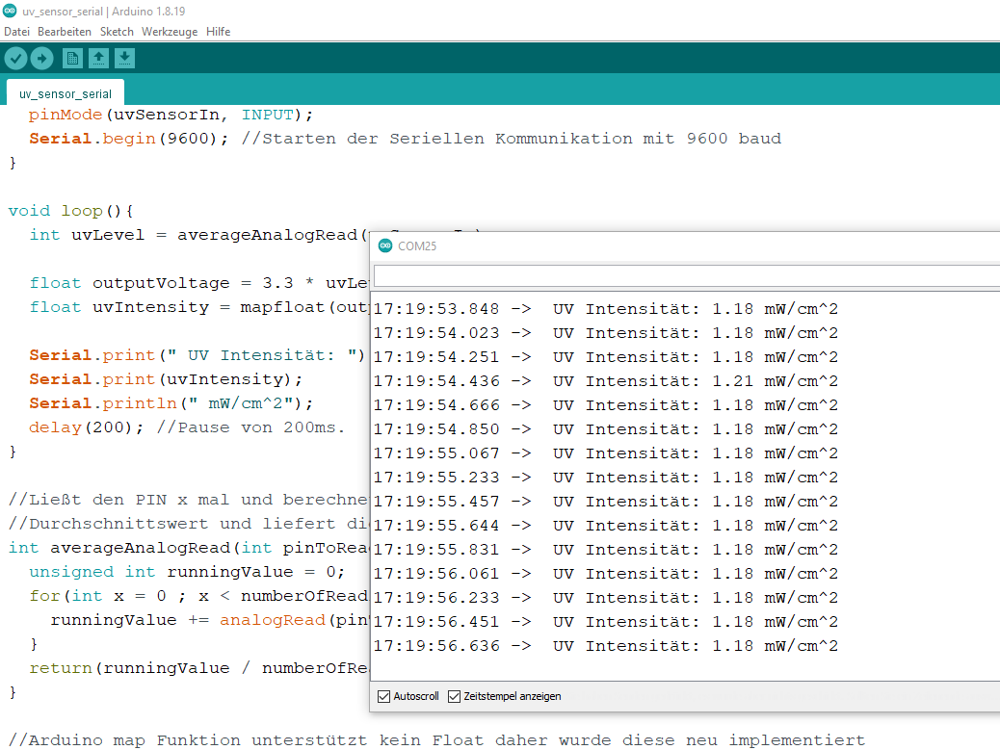 uv_sensor_serial | Arduino 1.8.19
Datei Bearbeiten Sketch Werkzeuge Hilfe
uv_sensor_serial
pinMode(uvSensorIn, INPUT);
Serial.begin(9600); //Starten der Seriellen Kommunikation mit 9600 baud
}
void loop(){
int uvLevel = averageAnalogRead(
float outputVoltage = 3.3 * uvLe
float uvIntensity = mapfloat(out
Serial.print(" UV Intensität: ")
Serial.print(uvIntensity);
Serial.println(" mW/cm^2");
delay(200); //Pause von 200ms.
}
//Ließt den PIN x mal und berechne
//Durchschnittswert und liefert di
int averageAnalogRead(int pinToRead
unsigned int runningValue = 0;
for(int x = 0 ; x < numberOfRead
runningValue += analogRead(pin
}
return(runningValue / numberOfRe
}
//Arduino map Funktion unterstützt kein Float daher wurde diese neu implementiert
COM25
17:19:53.848 -> UV Intensität: 1.18 mW/cm^2
17:19:54.023 -> UV Intensität: 1.18 mW/cm^2
17:19:54.251 -> UV Intensität: 1.18 mW/cm^2
17:19:54.436 -> UV Intensität: 1.21 mW/cm^2
17:19:54.666 -> UV Intensität: 1.18 mW/cm^2
17:19:54.850 -> UV Intensität: 1.18 mW/cm^2
17:19:55.067 -> UV Intensität: 1.18 mW/cm^2
17:19:55.233 -> UV Intensität: 1.18 mW/cm^2
17:19:55.457 -> UV Intensität: 1.18 mW/cm^2
17:19:55.644 -> UV Intensität: 1.18 mW/cm^2
17:19:55.831 -> UV Intensität: 1.18 mW/cm^2
17:19:56.061 -> UV Intensität: 1.18 mW/cm^2
17:19:56.233 -> UV Intensität: 1.18 mW/cm^2
17:19:56.451 -> UV Intensität: 1.18 mW/cm^2
17:19:56.636 -> UV Intensität: 1.18 mW/cm^2
Autoscroll Zeitstempel anzeigen